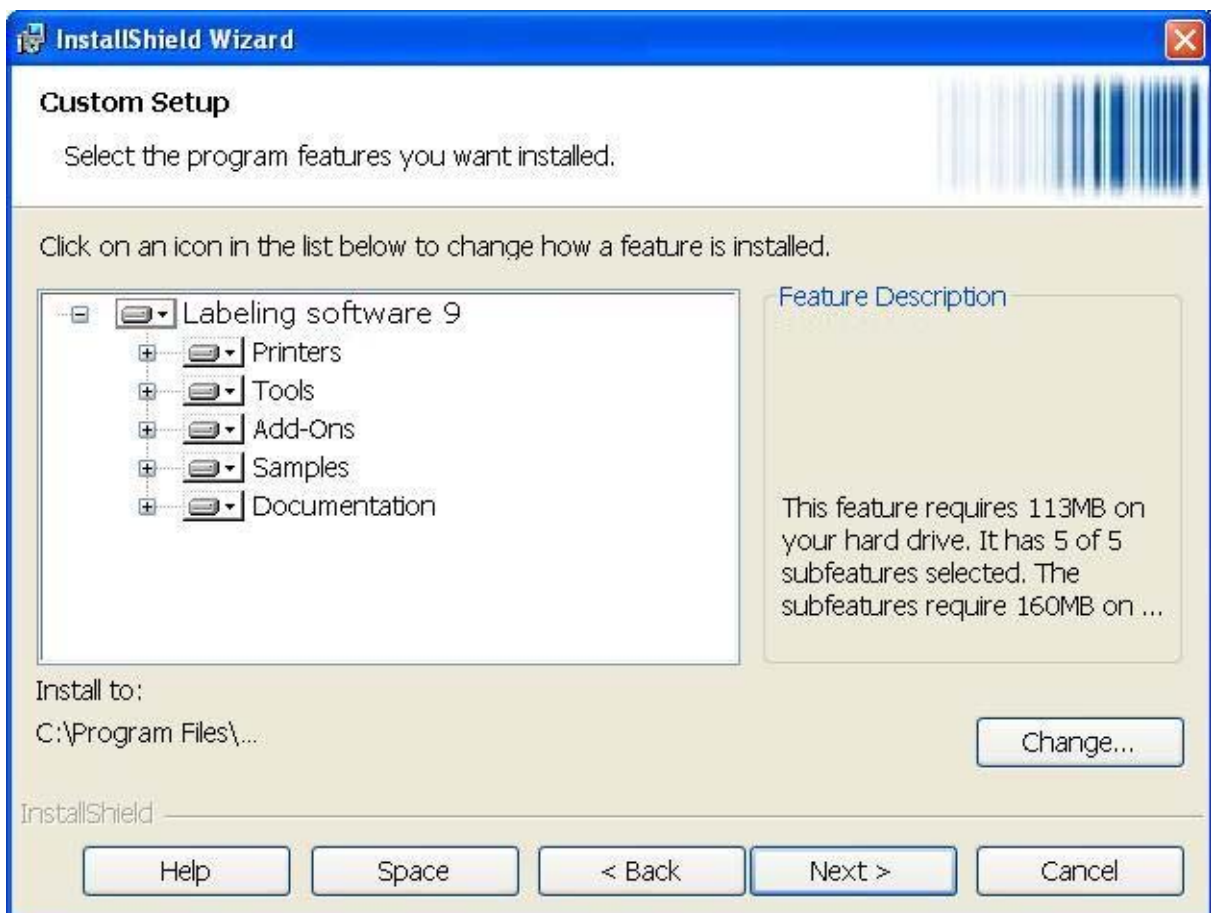 InstallShield Wizard
Custom Setup
Select the program features you want installed.
Click on an icon in the list below to change how a feature is installed.
Labeling software 9
Printers
Tools
Add-Ons
Samples
Documentation
Feature Description
This feature requires 113MB on
your hard drive. It has 5 of 5
subfeatures selected. The
subfeatures require 160MB on ...
Install to:
C:\Program Files\...
Change...
InstallShield
Help
Space
< Back
Next >
Cancel